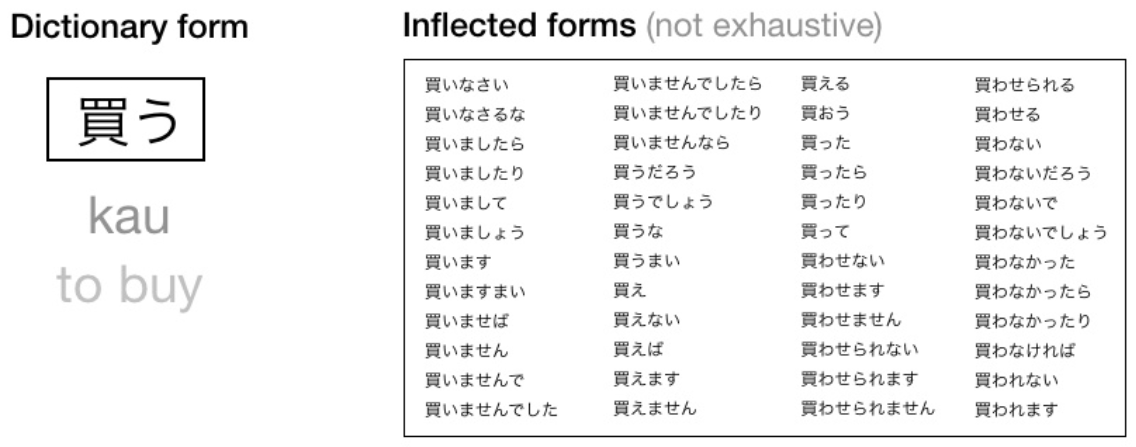 Dictionary form
買う
kau
to buy
Inflected forms (not exhaustive)
買いなさい
買いなさるな
買いましたら
買いましたり
買いまして
買いましょう
買います
買いますまい
買いませば
買いません
買いませんで
買いませんでした
買いませんでしたら
買いませんでしたり
買いませんなら
買うだろう
買うでしょう
買うな
買うまい
買え
買えない
買えば
買えます
買えません
買える
買おう
買った
買ったら
買ったり
買って
買わせない
買わせます
買わせません
買わせられない
買わせられます
買わせられません
買わせられる
買わせる
買わない
買わないだろう
買わないで
買わないでしょう
買わなかった
買わなかったら
買わなかったり
買わなければ
買われない
買われます